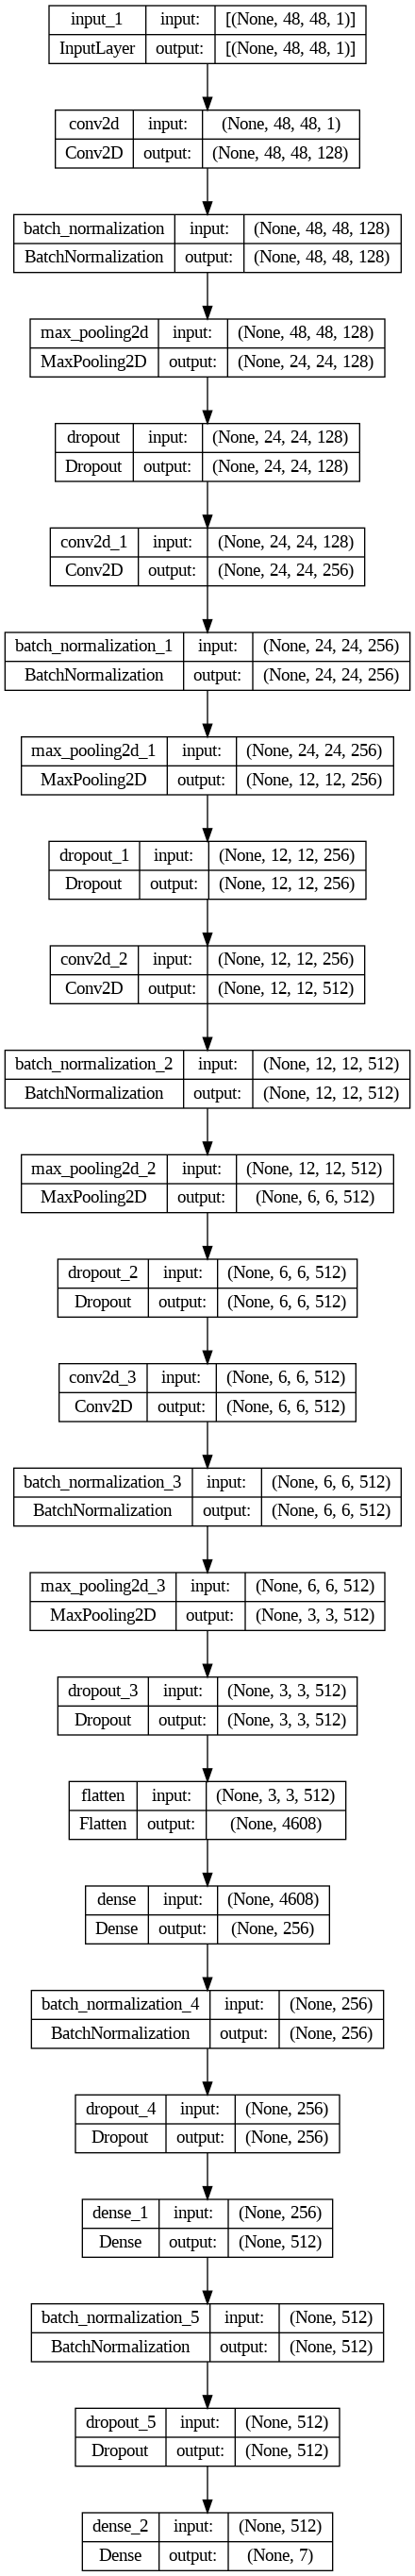 input_1 input: [(None, 48, 48, 1)]
InputLayer output: [(None, 48, 48, 1)]
conv2d input: (None, 48, 48, 1)
Conv2D output: (None, 48, 48, 128)
batch_normalization input: (None, 48, 48, 128)
BatchNormalization output: (None, 48, 48, 128)
max_pooling2d input: (None, 48, 48, 128)
MaxPooling2D output: (None, 24, 24, 128)
dropout input: (None, 24, 24, 128)
Dropout output: (None, 24, 24, 128)
conv2d_1 input: (None, 24, 24, 128)
Conv2D output: (None, 24, 24, 256)
batch_normalization_1 input: (None, 24, 24, 256)
BatchNormalization output: (None, 24, 24, 256)
max_pooling2d_1 input: (None, 24, 24, 256)
MaxPooling2D output: (None, 12, 12, 256)
dropout_1 input: (None, 12, 12, 256)
Dropout output: (None, 12, 12, 256)
conv2d_2 input: (None, 12, 12, 256)
Conv2D output: (None, 12, 12, 512)
batch_normalization_2 input: (None, 12, 12, 512)
BatchNormalization output: (None, 12, 12, 512)
max_pooling2d_2 input: (None, 12, 12, 512)
MaxPooling2D output: (None, 6, 6, 512)
dropout_2 input: (None, 6, 6, 512)
Dropout output: (None, 6, 6, 512)
conv2d_3 input: (None, 6, 6, 512)
Conv2D output: (None, 6, 6, 512)
batch_normalization_3 input: (None, 6, 6, 512)
BatchNormalization output: (None, 6, 6, 512)
max_pooling2d_3 input: (None, 6, 6, 512)
MaxPooling2D output: (None, 3, 3, 512)
dropout_3 input: (None, 3, 3, 512)
Dropout output: (None, 3, 3, 512)
flatten input: (None, 3, 3, 512)
Flatten output: (None, 4608)
dense input: (None, 4608)
Dense output: (None, 256)
batch_normalization_4 input: (None, 256)
BatchNormalization output: (None, 256)
dropout_4 input: (None, 256)
Dropout output: (None, 256)
dense_1 input: (None, 256)
Dense output: (None, 512)
batch_normalization_5 input: (None, 512)
BatchNormalization output: (None, 512)
dropout_5 input: (None, 512)
Dropout output: (None, 512)
dense_2 input: (None, 512)
Dense output: (None, 7)